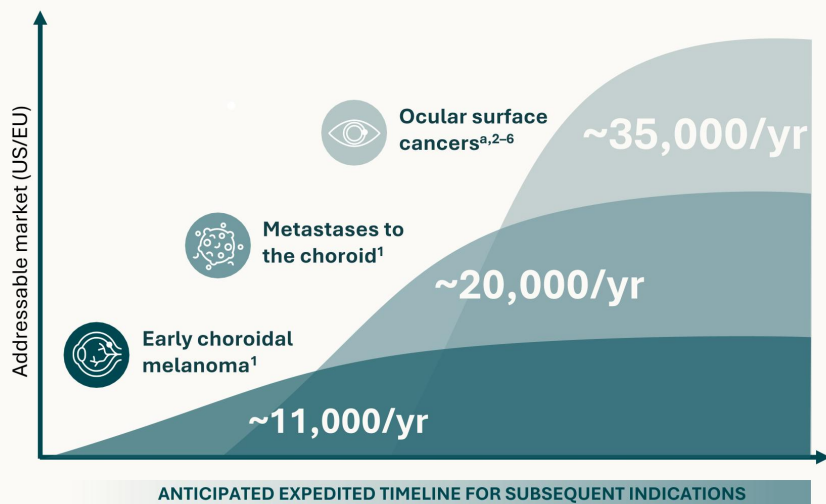 Addressable market (US/EU)
Ocular surface
cancersᵃ,²⁻⁶
~35,000/yr
Metastases to
the choroid¹
~20,000/yr
Early choroidal
melanoma¹
~11,000/yr
ANTICIPATED EXPEDITED TIMELINE FOR SUBSEQUENT INDICATIONS